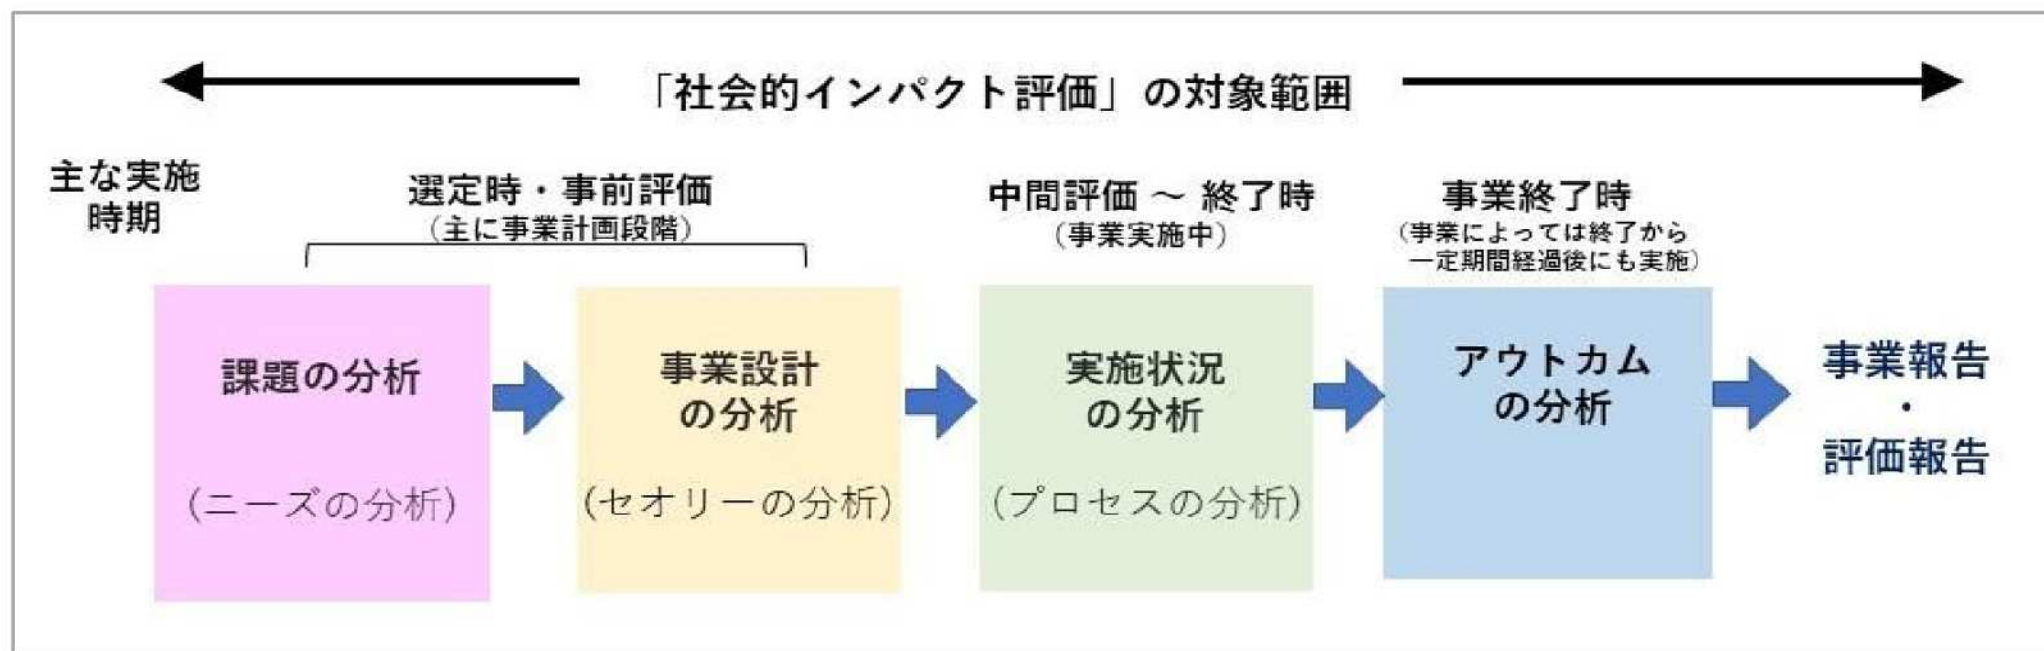 「社会的インパクト評価」の対象範囲
主な実施
時期
選定時・事前評価
（主に事業計画段階）
中間評価 ～ 終了時
（事業実施中）
事業終了時
（事業によっては終了から
一定期間経過後にも実施）
課題の分析
（ニーズの分析）
事業設計
の分析
（セオリーの分析）
実施状況
の分析
（プロセスの分析）
アウトカム
の分析
事業報告
・
評価報告